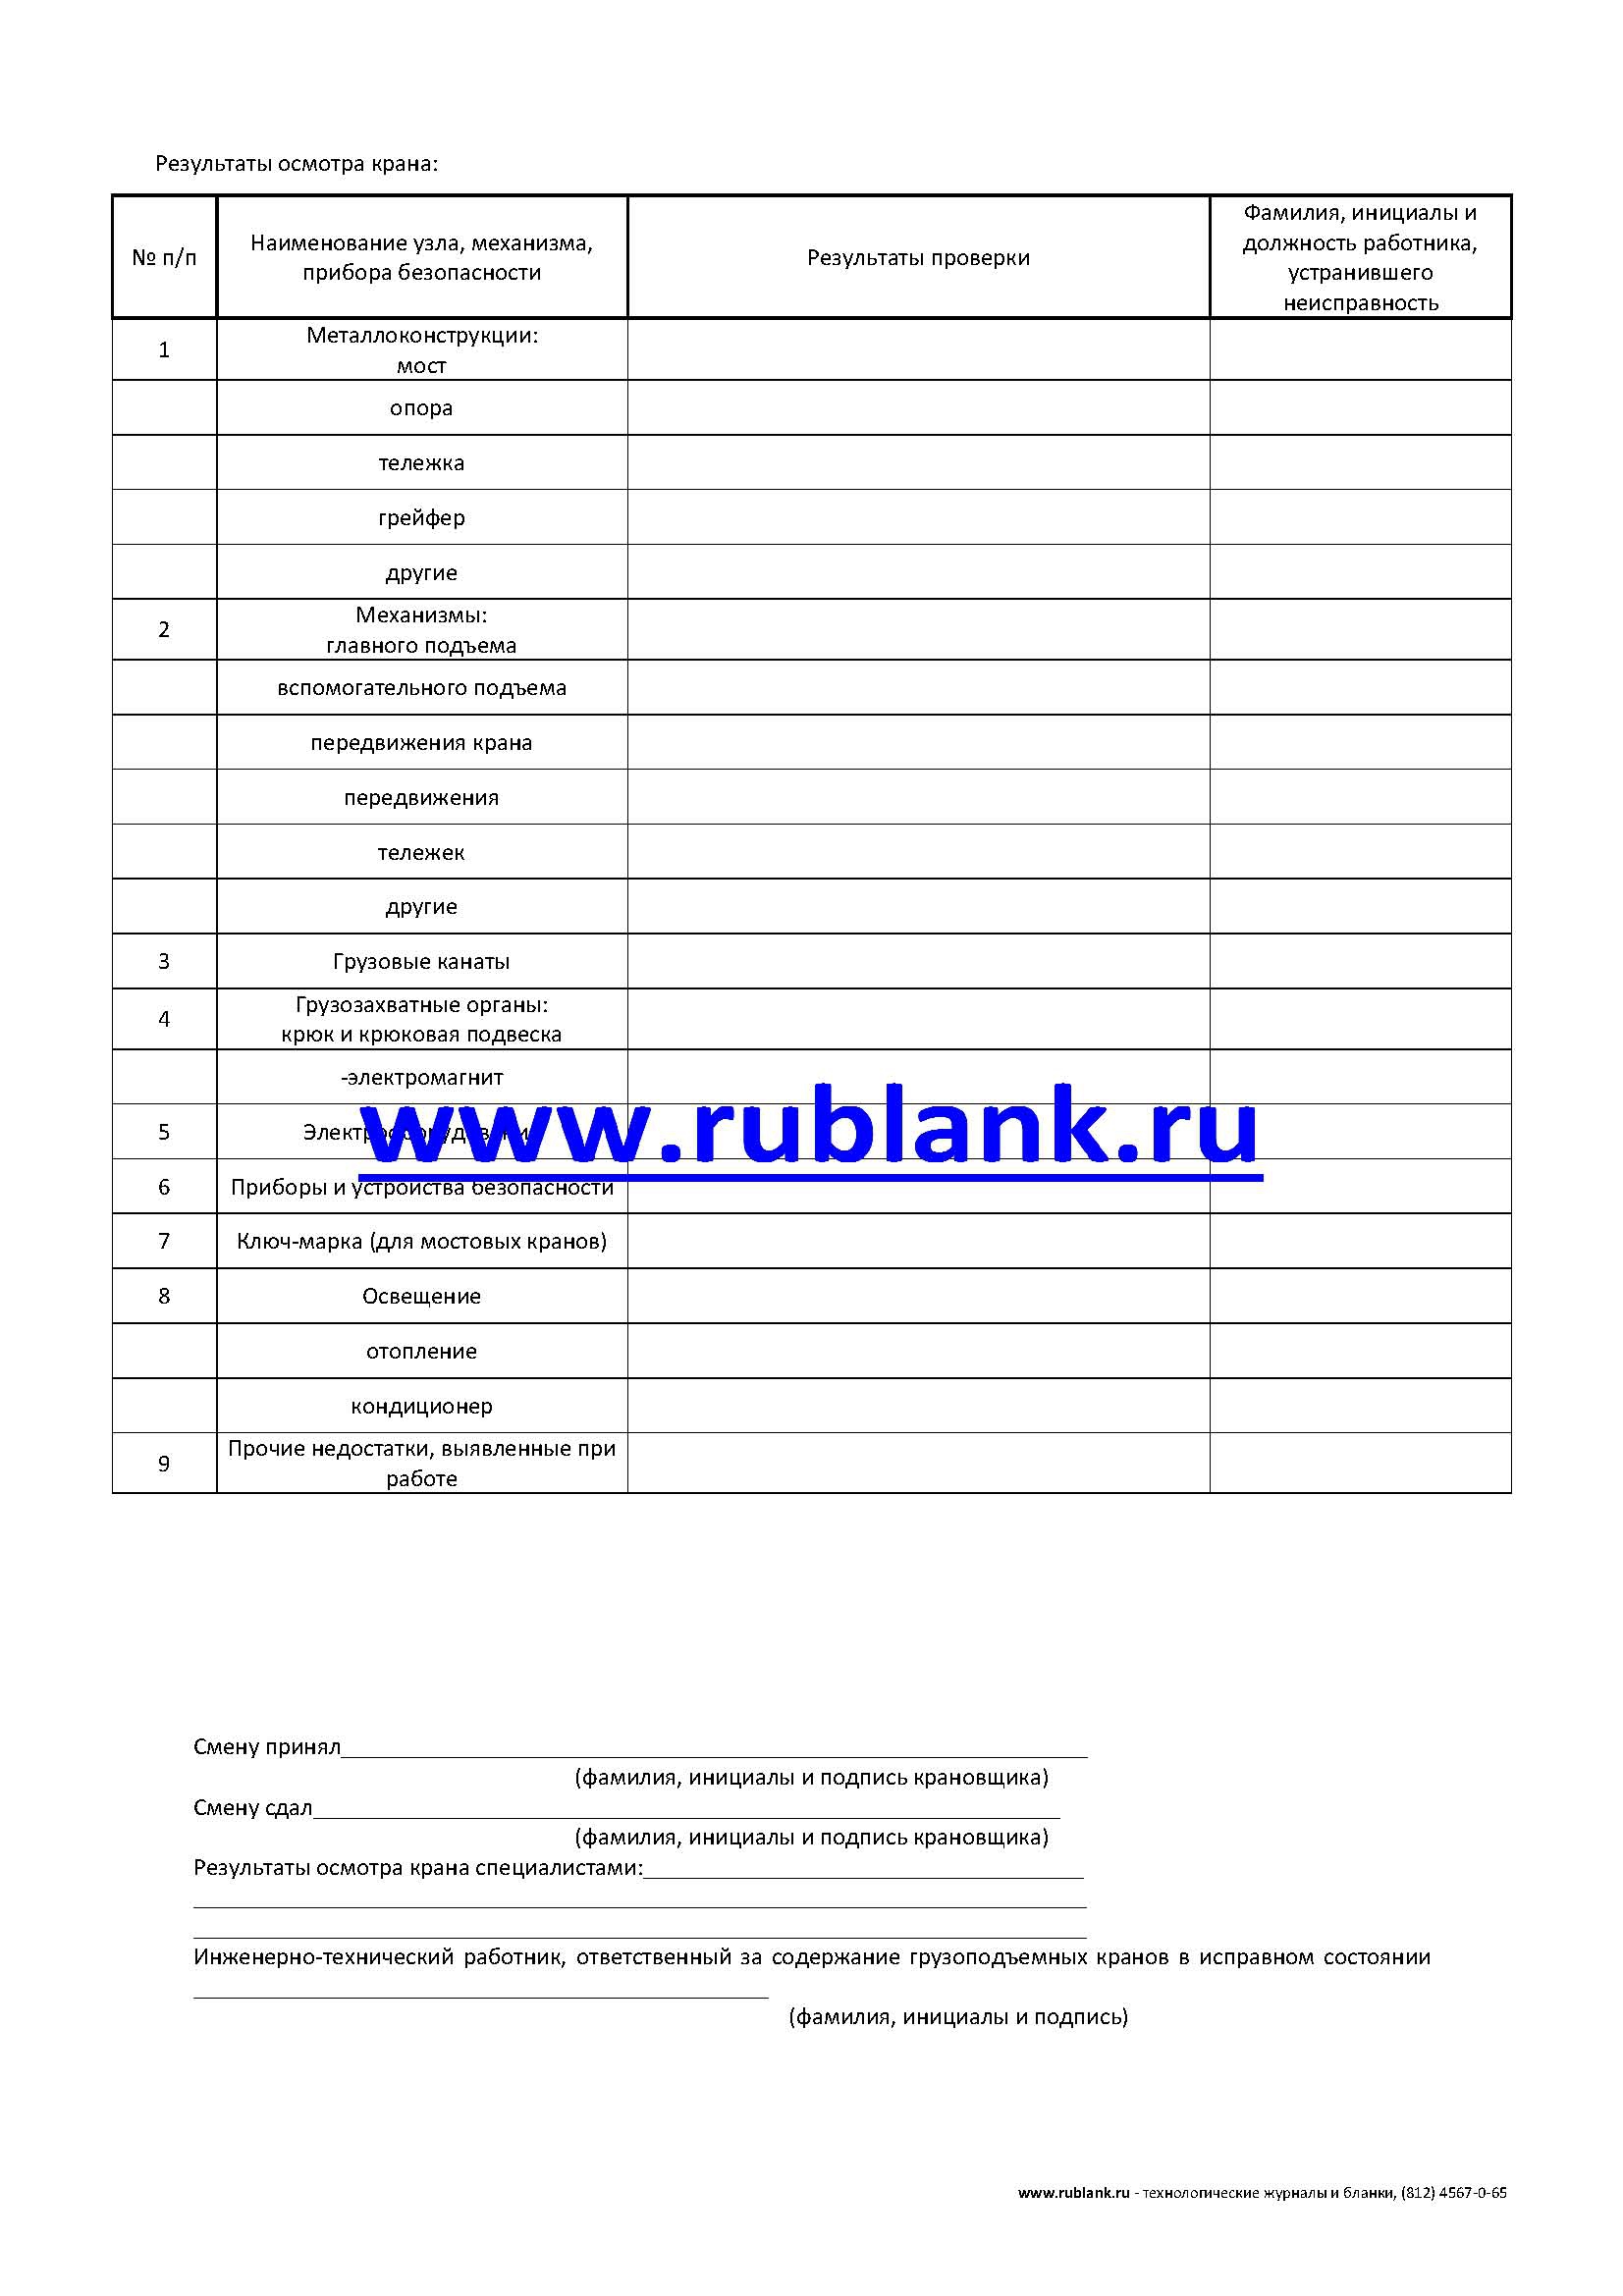 Результаты осмотра крана:
№ п/п
Наименование узла, механизма,
прибора безопасности
Результаты проверки
Фамилия, инициалы и
должность работника,
устранившего
неисправность
1
Металлоконструкции:
мост
опора
тележка
грейфер
другие
2
Механизмы:
главного подъема
вспомогательного подъема
передвижения крана
передвижения
тележек
другие
3
Грузовые канаты
4
Грузозахватные органы:
крюк и крюковая подвеска
-электромагнит
www.rublank.ru
5
6
Приборы и устройства безопасности
7
Ключ-марка (для мостовых кранов)
8
Освещение
отопление
кондиционер
9
Прочие недостатки, выявленные при
работе
Смену принял
(фамилия, инициалы и подпись крановщика)
Смену сдал
(фамилия, инициалы и подпись крановщика)
Результаты осмотра крана специалистами:
Инженерно-технический работник, ответственный за содержание грузоподъемных кранов в исправном состоянии
(фамилия, инициалы и подпись)
www.rublank.ru - технологические журналы и бланки, (812) 4567-0-65